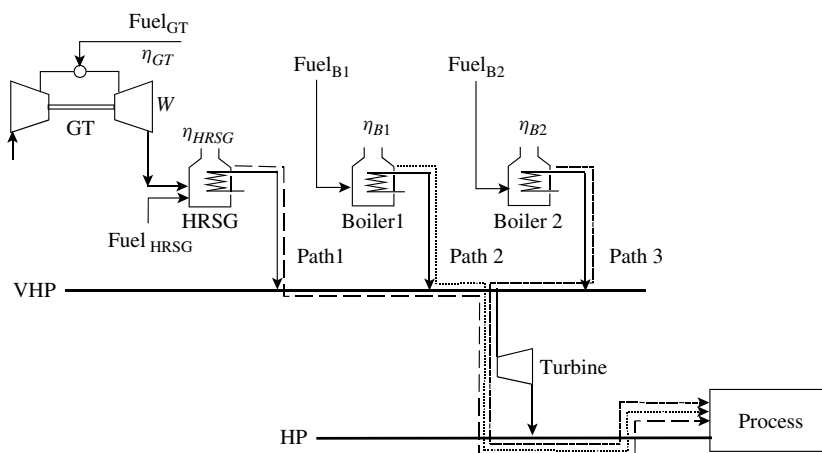 Fuel_GT
η_GT
W
GT
Fuel_B1
Fuel_B2
η_HRSG
η_B1
η_B2
HRSG
Boiler1
Boiler 2
Fuel_HRSG
Path1
Path 2
Path 3
VHP
Turbine
Process
HP